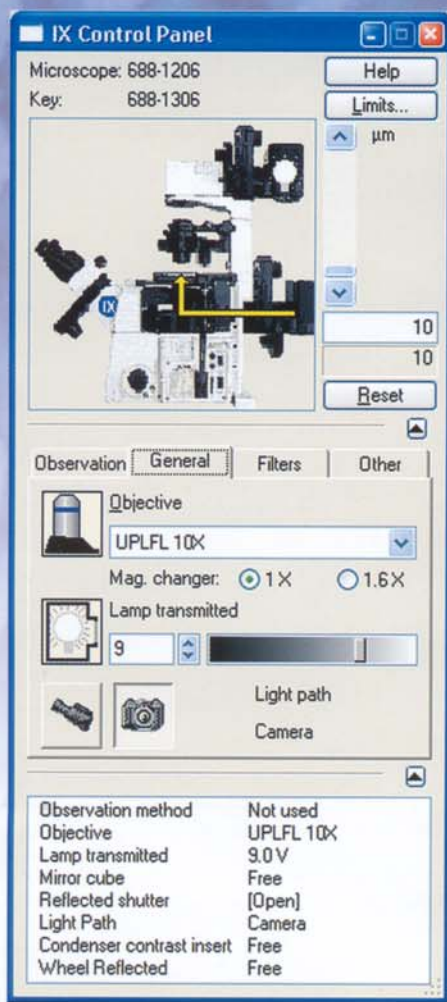 IX Control Panel
Microscope: 688-1206
Help
Key: 688-1306
Limits...
µm
IX
10
10
Reset
Observation General Filters Other
Objective
UPLFL 10X
Mag. changer: 1X 1.6X
Lamp transmitted
9
Light path
Camera
Observation method Not used
Objective UPLFL 10X
Lamp transmitted 9.0 V
Mirror cube Free
Reflected shutter [Open]
Light Path Camera
Condenser contrast insert Free
Wheel Reflected Free